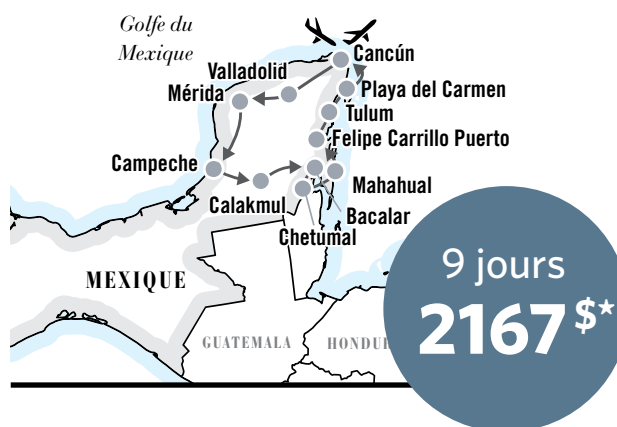 Golfe du
Mexique
Cancún
Valladolid
Playa del Carmen
Mérida
Tulum
Felipe Carrillo Puerto
Campeche
Mahahual
Calakmul
Bacalar
Chetumal
9 jours
2167 $*
MEXIQUE
GUATEMALA
HONDU